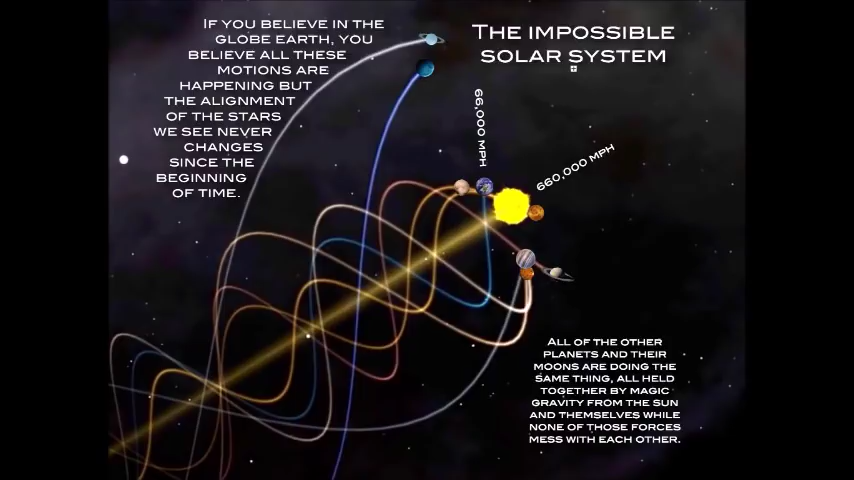 If you believe in the
globe earth, you
believe all these
motions are
happening but
the alignment
of the stars
we see never
changes
since the
beginning
of time.
The impossible
solar system
66,000 mph
660,000 mph
All of the other
planets and their
moons are doing the
same thing, all held
together by magic
gravity from the sun
and themselves while
none of those forces
mess with each other.